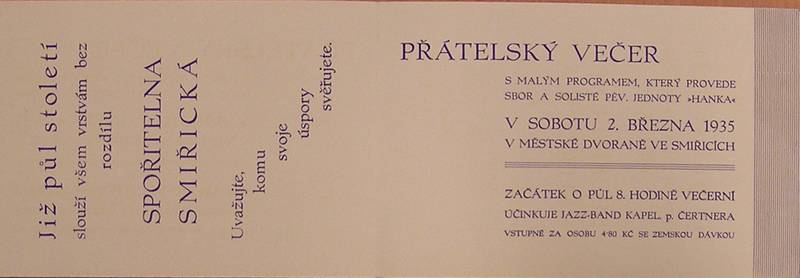 Již půl století
slouží všem vrstvám bez
rozdílu
SPOŘITELNA
SMIŘICKÁ
Uvažujte,
komu
svoje
úspory
svěřujete.
PŘÁTELSKÝ VEČER
S MALÝM PROGRAMEM, KTERÝ PROVEDE
SBOR A SOLISTÉ PĚV. JEDNOTY »HANKA«
V SOBOTU 2. BŘEZNA 1935
V MĚSTSKÉ DVORANĚ VE SMIŘICÍCH
ZAČÁTEK O PŮL 8. HODINĚ VEČERNÍ
ÚČINKUJE JAZZ-BAND KAPEL. p. ČERTNERA
VSTUPNÉ ZA OSOBU 4·80 KČ SE ZEMSKOU DÁVKOU